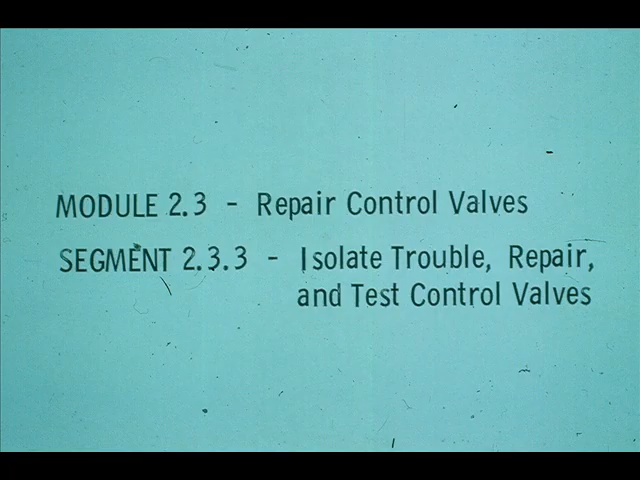 MODULE 2.3 - Repair Control Valves
SEGMENT 2.3.3 - Isolate Trouble, Repair,
and Test Control Valves